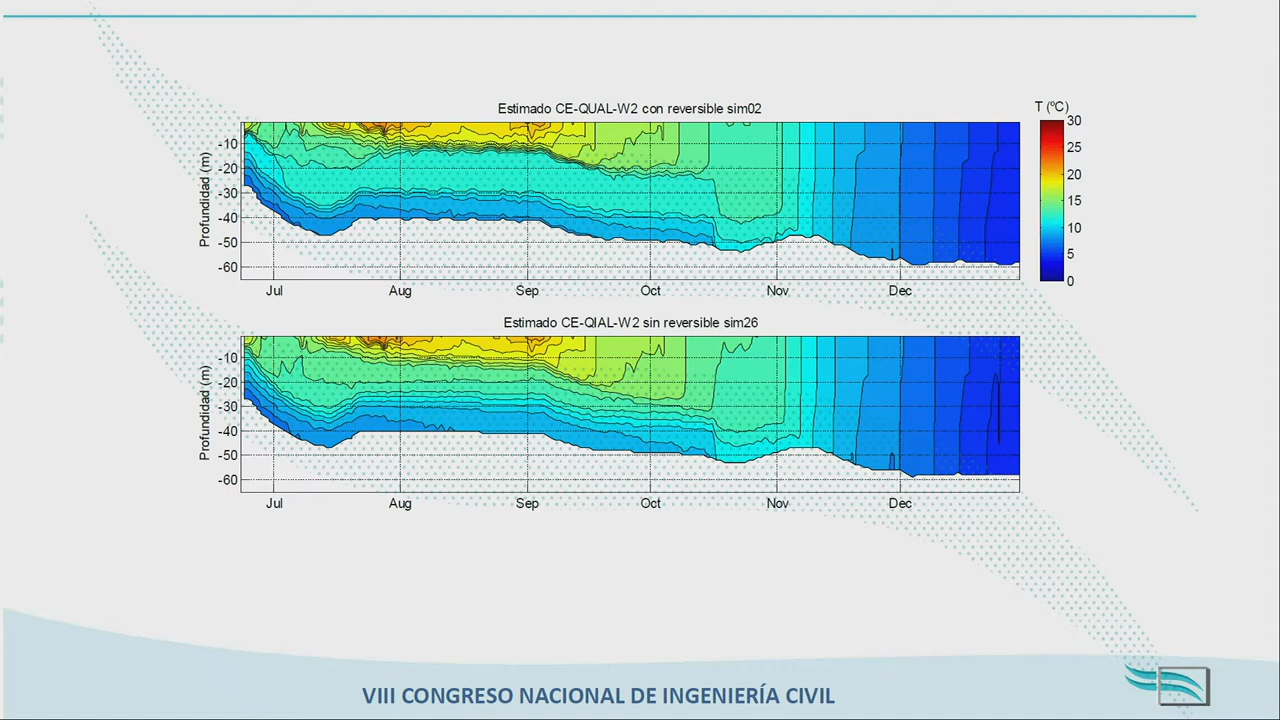 Estimado CE-QUAL-W2 con reversible sim02
T (ºC)
Profundidad (m)
-10
-20
-30
-40
-50
-60
Jul Aug Sep Oct Nov Dec
30
25
20
15
10
5
0
Estimado CE-QIAL-W2 sin reversible sim26
Profundidad (m)
-10
-20
-30
-40
-50
-60
Jul Aug Sep Oct Nov Dec
VIII CONGRESO NACIONAL DE INGENIERÍA CIVIL